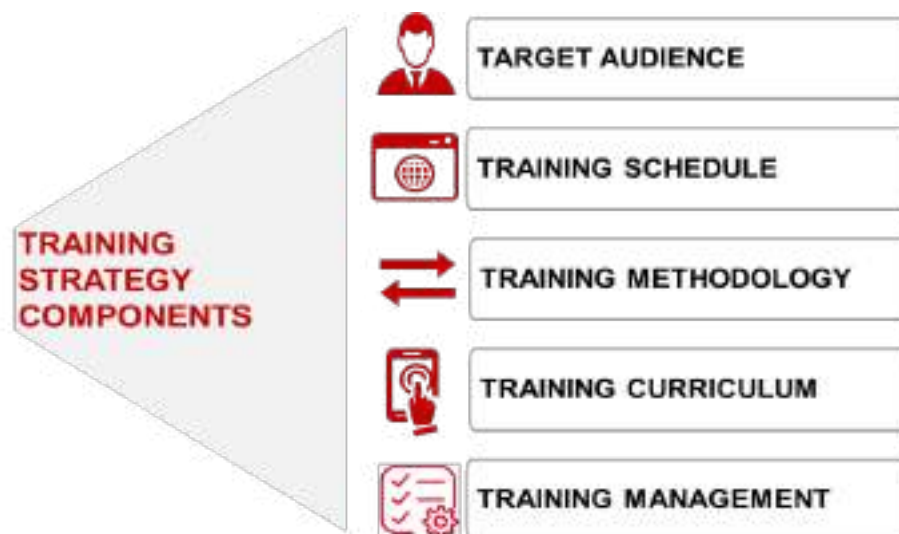 TRAINING
STRATEGY
COMPONENTS
TARGET AUDIENCE
TRAINING SCHEDULE
TRAINING METHODOLOGY
TRAINING CURRICULUM
TRAINING MANAGEMENT